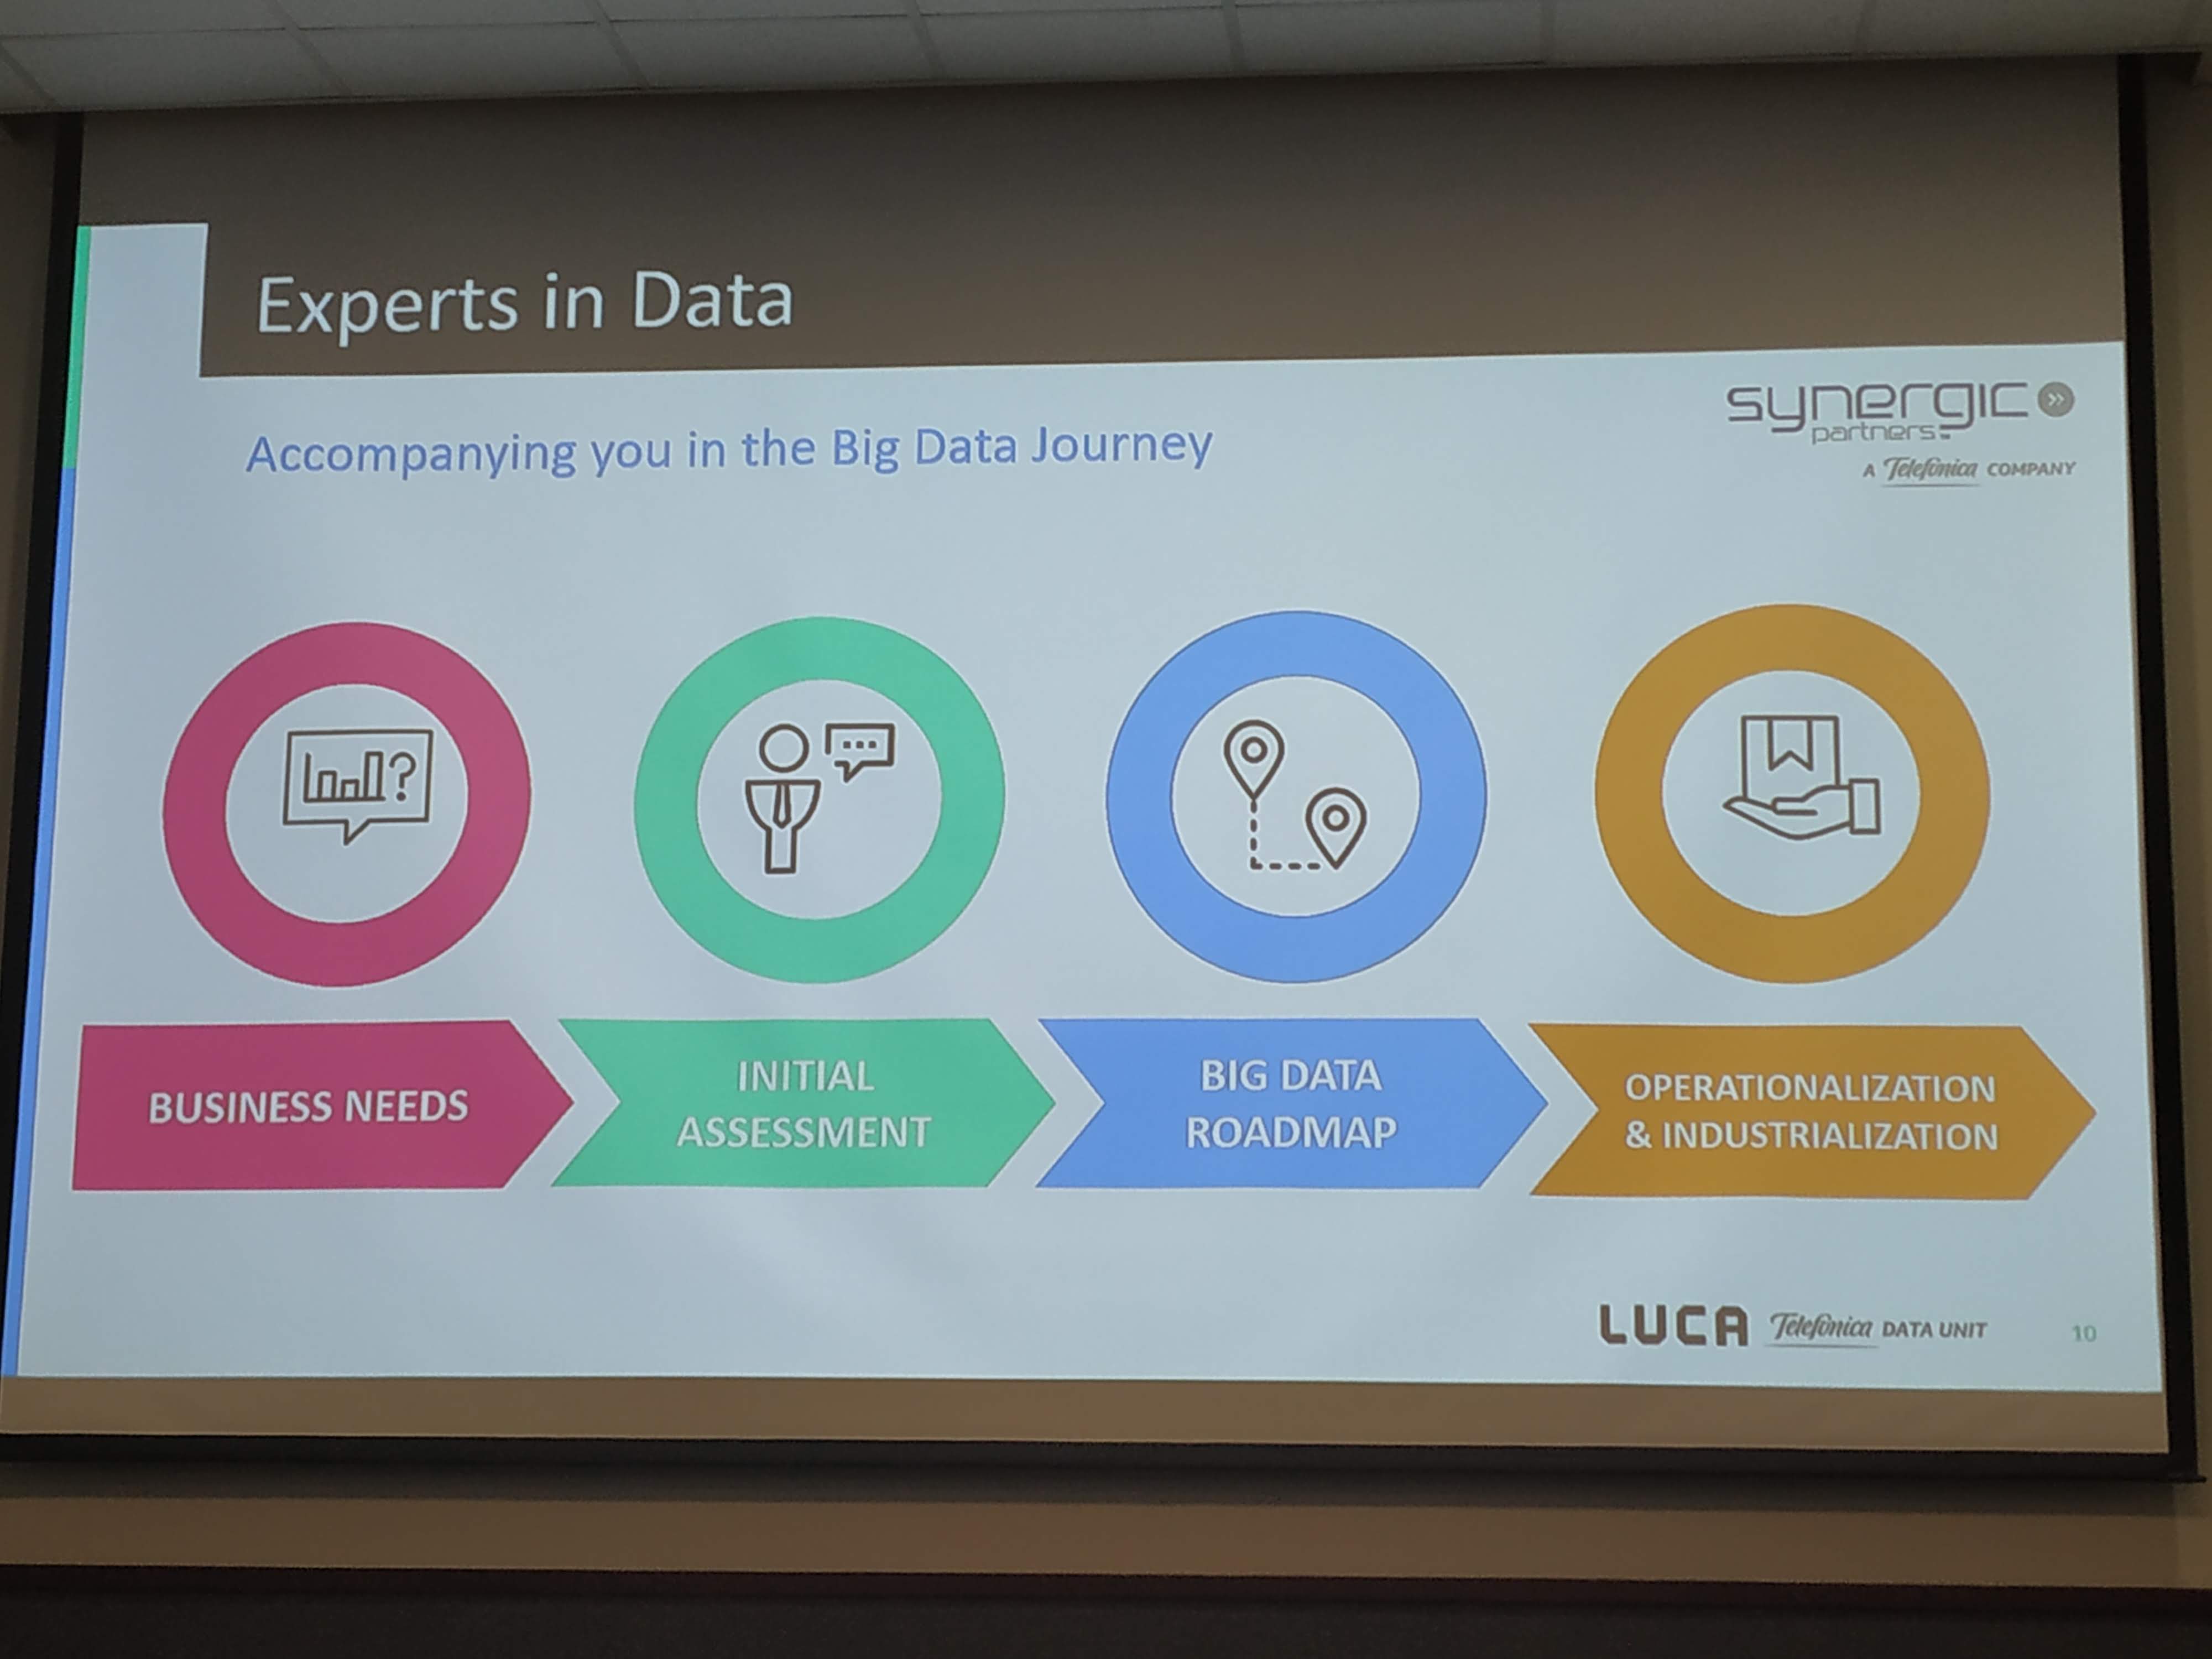 Experts in Data
synergic
partners
A Telefónica COMPANY
Accompanying you in the Big Data Journey
?
BUSINESS NEEDS
INITIAL
ASSESSMENT
BIG DATA
ROADMAP
OPERATIONALIZATION
& INDUSTRIALIZATION
LUCA Telefónica DATA UNIT 10